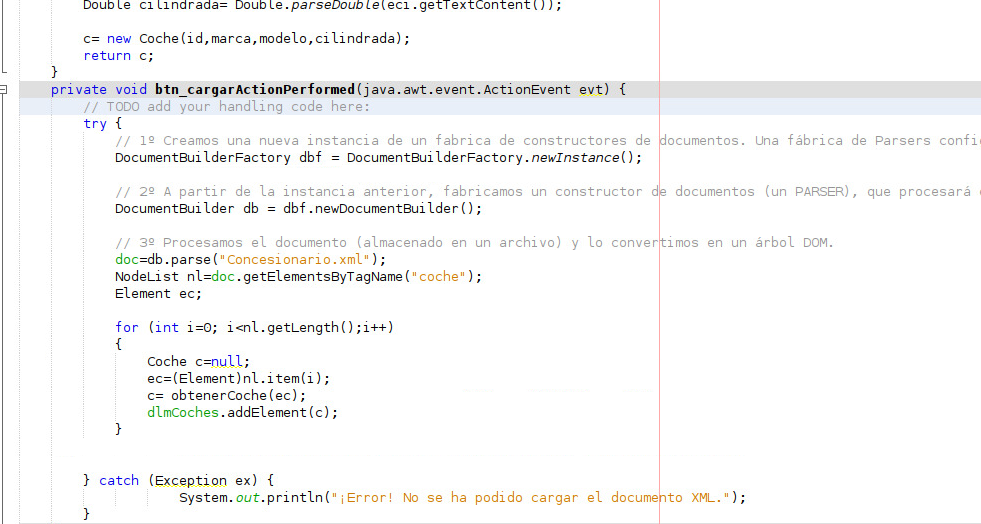 Double cilindrada= Double.parseDouble(eci.getTextContent());
c= new Coche(id,marca,modelo,cilindrada);
return c;
}
private void btn_cargarActionPerformed(java.awt.event.ActionEvent evt) {
// TODO add your handling code here:
try {
// 1º Creamos una nueva instancia de un fabrica de constructores de documentos. Una fábrica de Parsers confi
DocumentBuilderFactory dbf = DocumentBuilderFactory.newInstance();
// 2º A partir de la instancia anterior, fabricamos un constructor de documentos (un PARSER), que procesará
DocumentBuilder db = dbf.newDocumentBuilder();
// 3º Procesamos el documento (almacenado en un archivo) y lo convertimos en un árbol DOM.
doc=db.parse("Concesionario.xml");
NodeList nl=doc.getElementsByTagName("coche");
Element ec;
for (int i=0; i<nl.getLength();i++)
{
Coche c=null;
ec=(Element)nl.item(i);
c= obtenerCoche(ec);
dlmCoches.addElement(c);
}
} catch (Exception ex) {
System.out.println("¡Error! No se ha podido cargar el documento XML.");
}